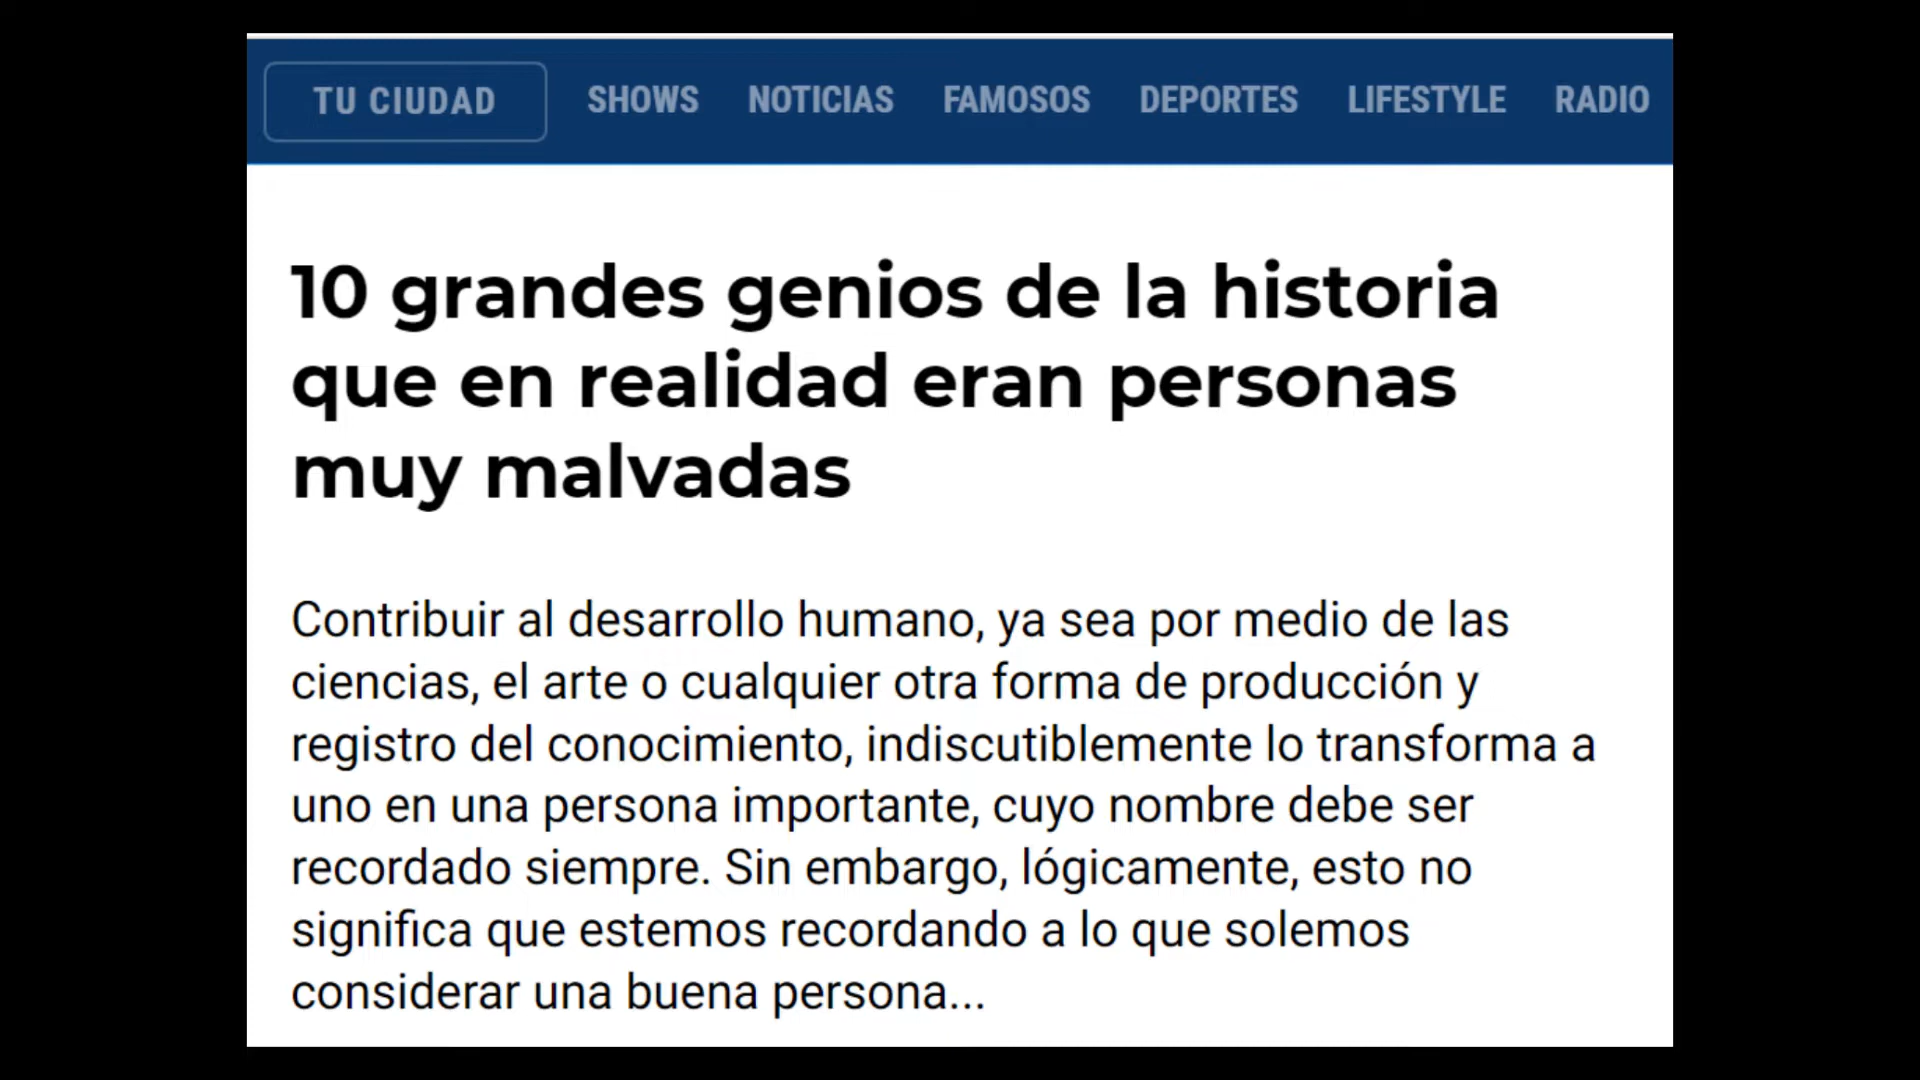 TU CIUDAD SHOWS NOTICIAS FAMOSOS DEPORTES LIFESTYLE RADIO
10 grandes genios de la historia
que en realidad eran personas
muy malvadas
Contribuir al desarrollo humano, ya sea por medio de las
ciencias, el arte o cualquier otra forma de producción y
registro del conocimiento, indiscutiblemente lo transforma a
uno en una persona importante, cuyo nombre debe ser
recordado siempre. Sin embargo, lógicamente, esto no
significa que estemos recordando a lo que solemos
considerar una buena persona...